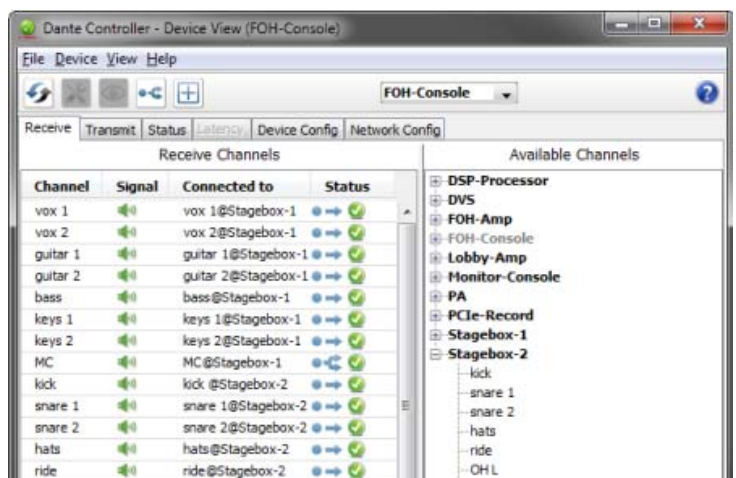 Dante Controller - Device View (FOH-Console)
File Device View Help
FOH-Console
Receive Transmit Status Latency Device Config Network Config
Receive Channels
Channel Signal Connected to Status
vox 1 vox 1@Stagebox-1
vox 2 vox 2@Stagebox-1
guitar 1 guitar 1@Stagebox-1
guitar 2 guitar 2@Stagebox-1
bass bass@Stagebox-1
keys 1 keys 1@Stagebox-1
keys 2 keys 2@Stagebox-1
MC MC@Stagebox-1
kick kick @Stagebox-2
snare 1 snare 1@Stagebox-2
snare 2 snare 2@Stagebox-2
hats hats@Stagebox-2
ride ride@Stagebox-2
Available Channels
DSP-Processor
DVS
FOH-Amp
FOH-Console
Lobby-Amp
Monitor-Console
PA
PCIe-Record
Stagebox-1
Stagebox-2
kick
snare 1
snare 2
hats
ride
OH L